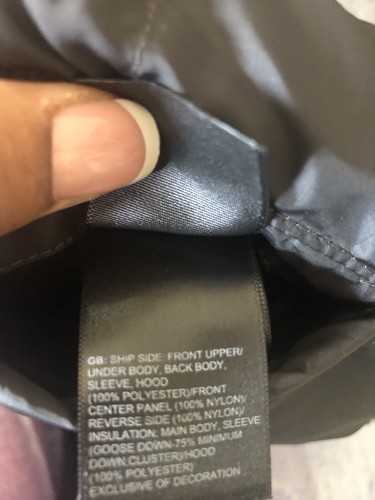 GB: SHIP SIDE: FRONT UPPER/
UNDER BODY, BACK BODY,
SLEEVE, HOOD
(100% POLYESTER)/FRONT
CENTER PANEL (100% NYLON)/
REVERSE SIDE (100% NYLON)/
INSULATION: MAIN BODY, SLEEVE
(GOOSE DOWN-75% MINIMUM
DOWN CLUSTER)/HOOD
(100% POLYESTER)
EXCLUSIVE OF DECORATION